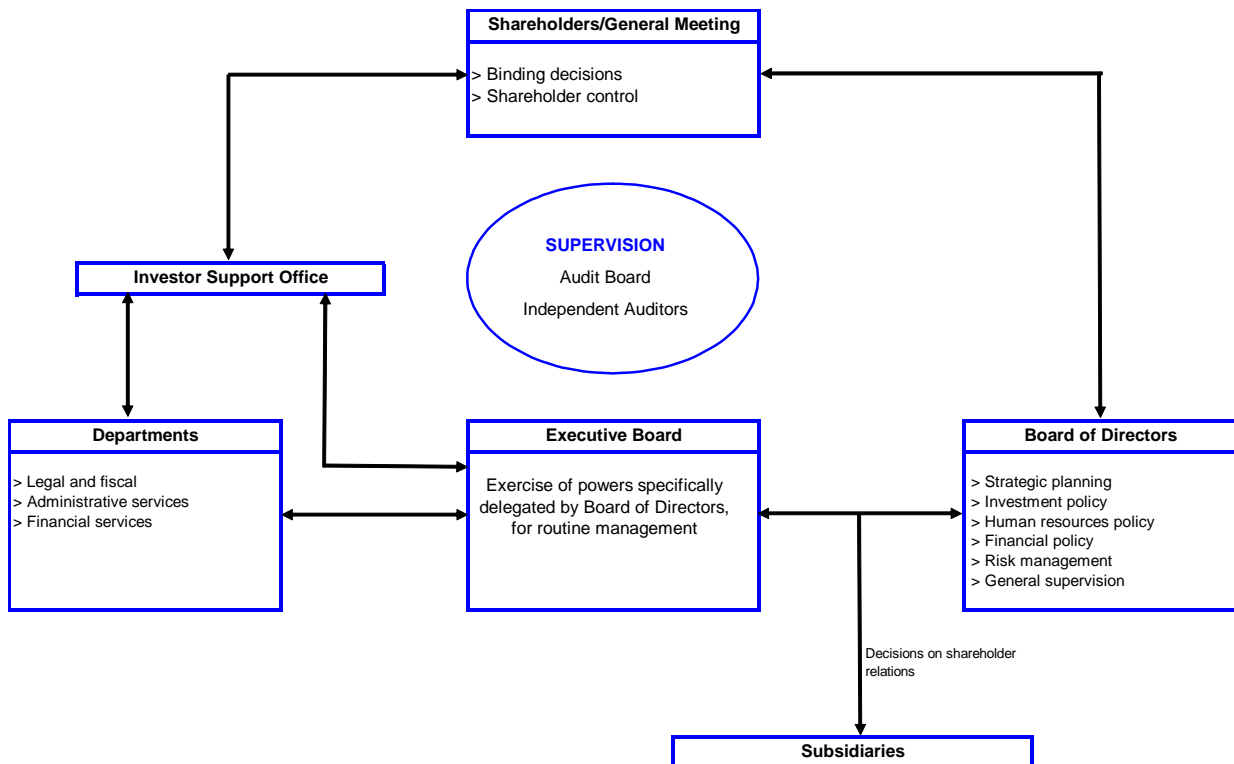 Shareholders/General Meeting
> Binding decisions
> Shareholder control
SUPERVISION
Audit Board
Independent Auditors
Investor Support Office
Departments
> Legal and fiscal
> Administrative services
> Financial services
Executive Board
Exercise of powers specifically
delegated by Board of Directors,
for routine management
Board of Directors
> Strategic planning
> Investment policy
> Human resources policy
> Financial policy
> Risk management
> General supervision
Decisions on shareholder
relations
Subsidiaries